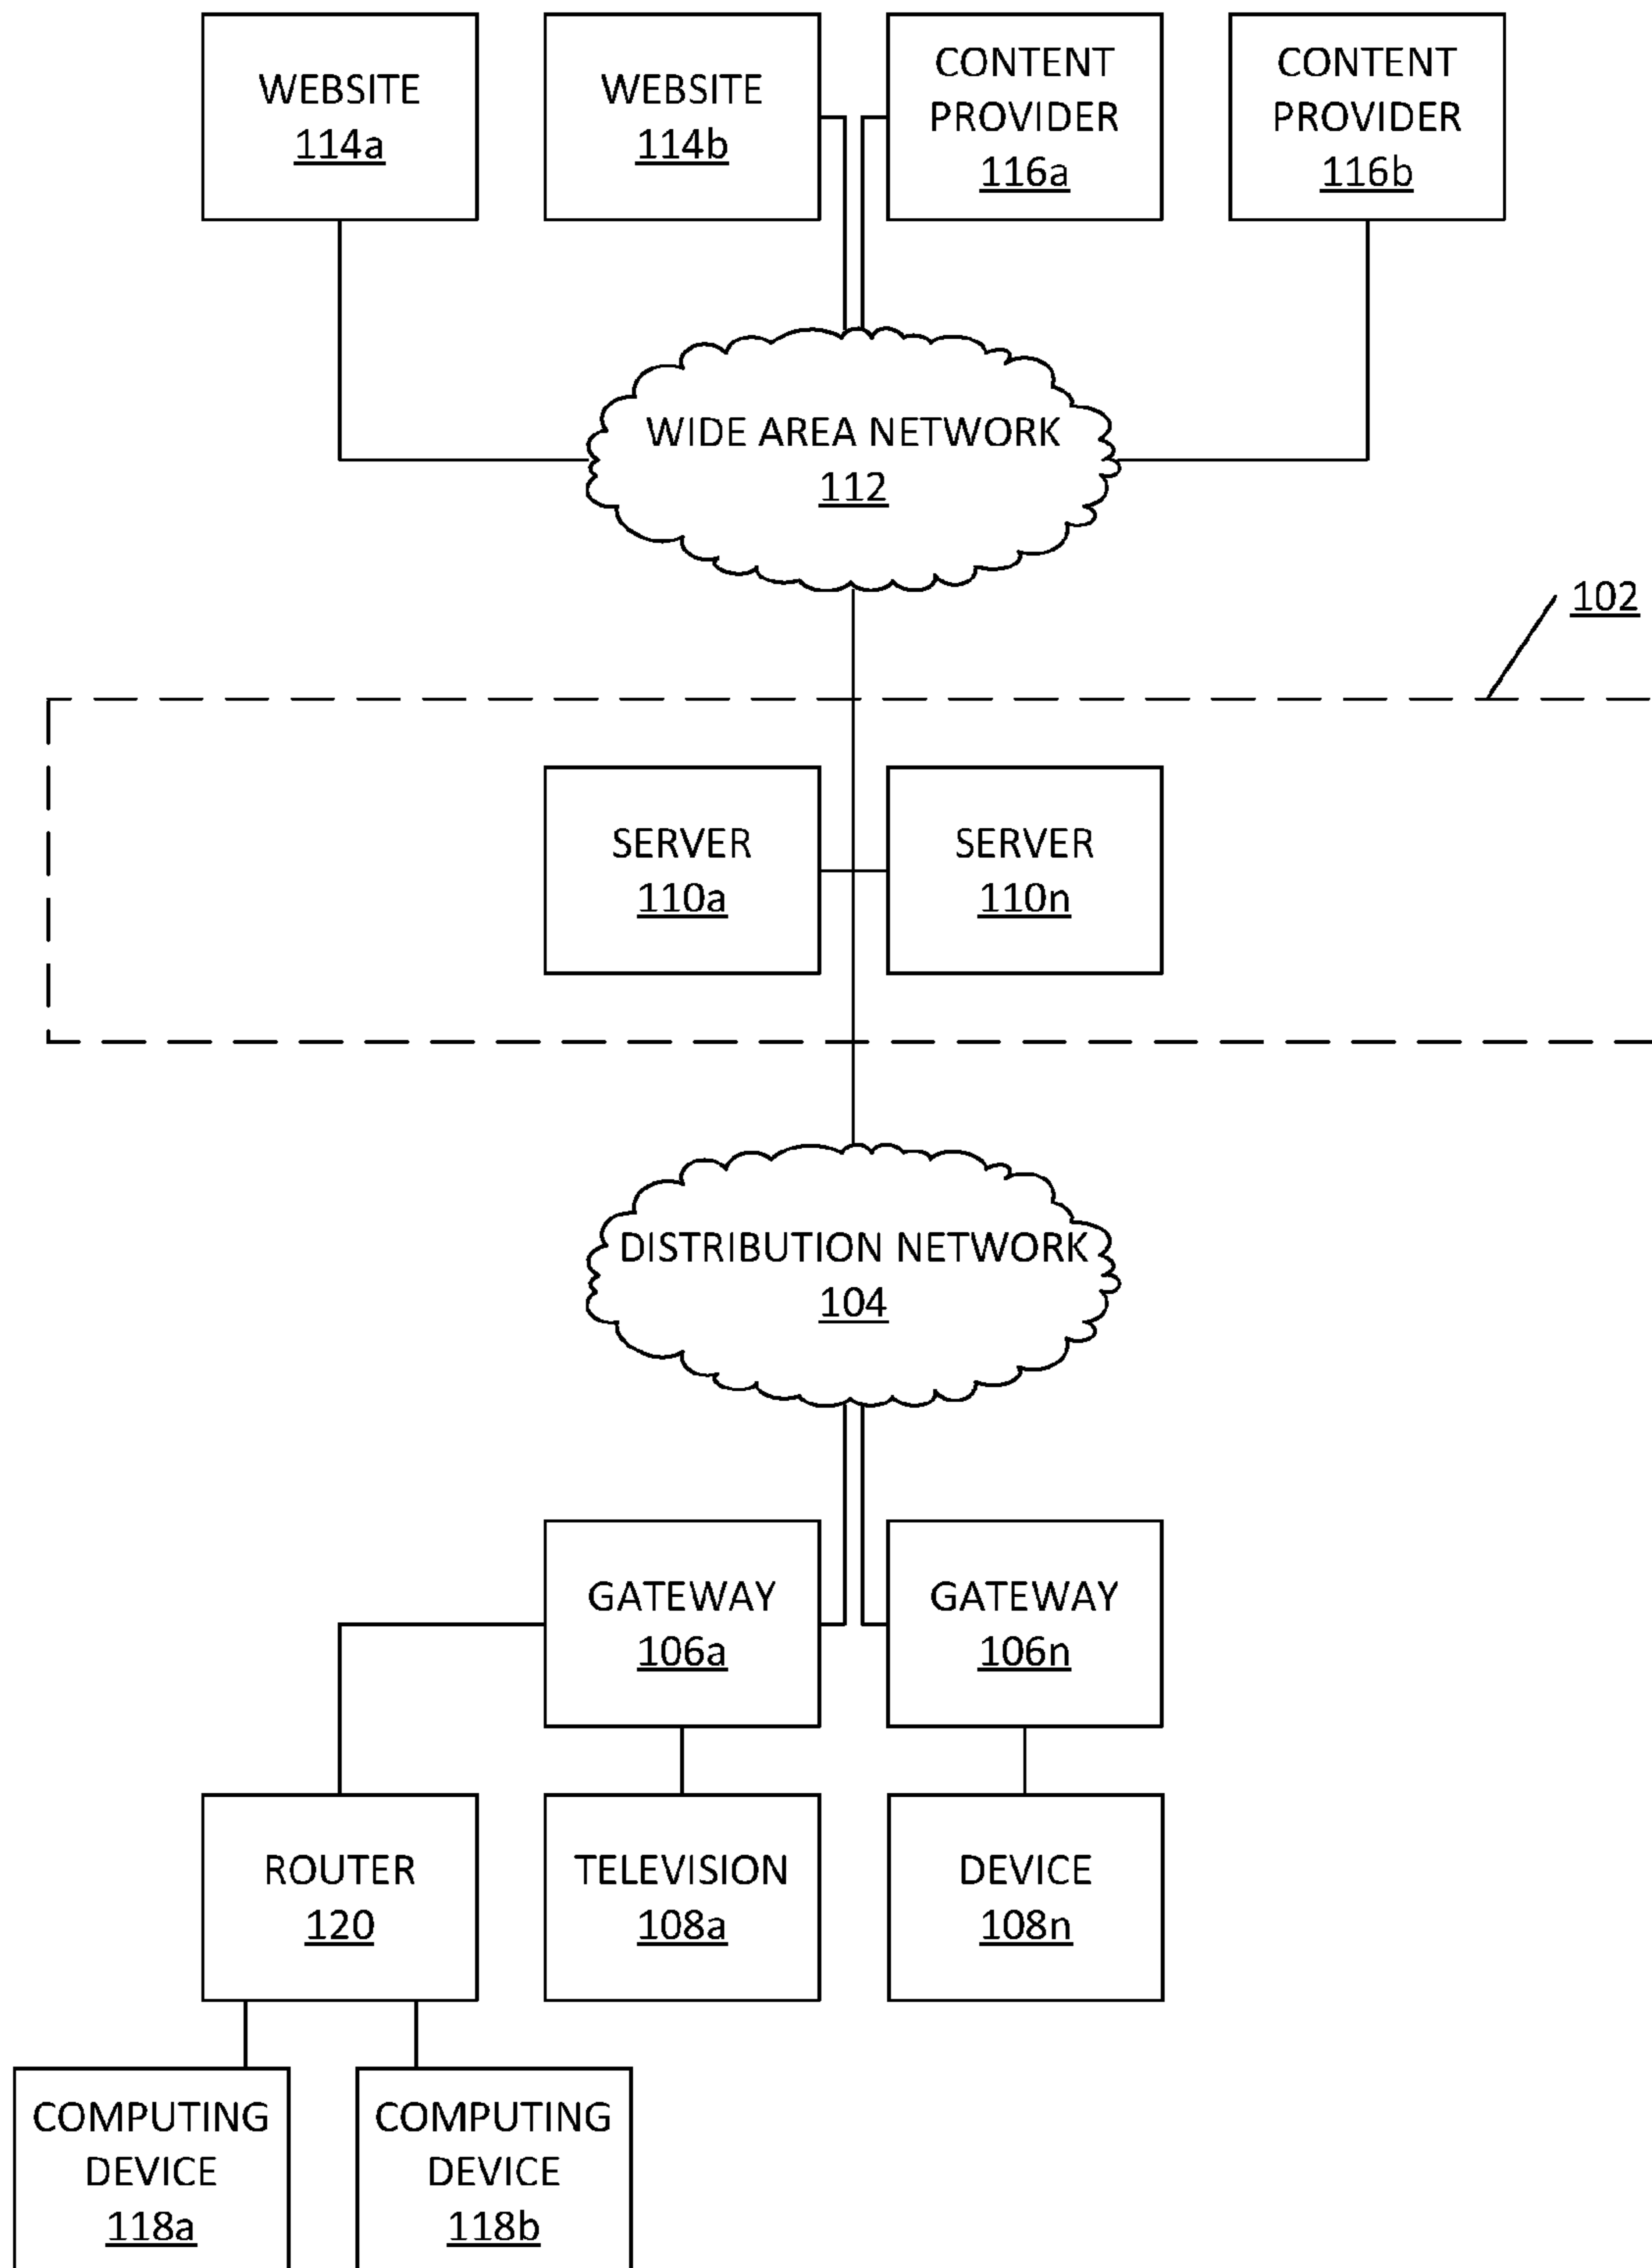 WEBSITE
114a
WEBSITE
114b
CONTENT
PROVIDER
116a
CONTENT
PROVIDER
116b
WIDE AREA NETWORK
112
102
SERVER
110a
SERVER
110n
DISTRIBUTION NETWORK
104
GATEWAY
106a
GATEWAY
106n
ROUTER
120
TELEVISION
108a
DEVICE
108n
COMPUTING
DEVICE
118a
COMPUTING
DEVICE
118b